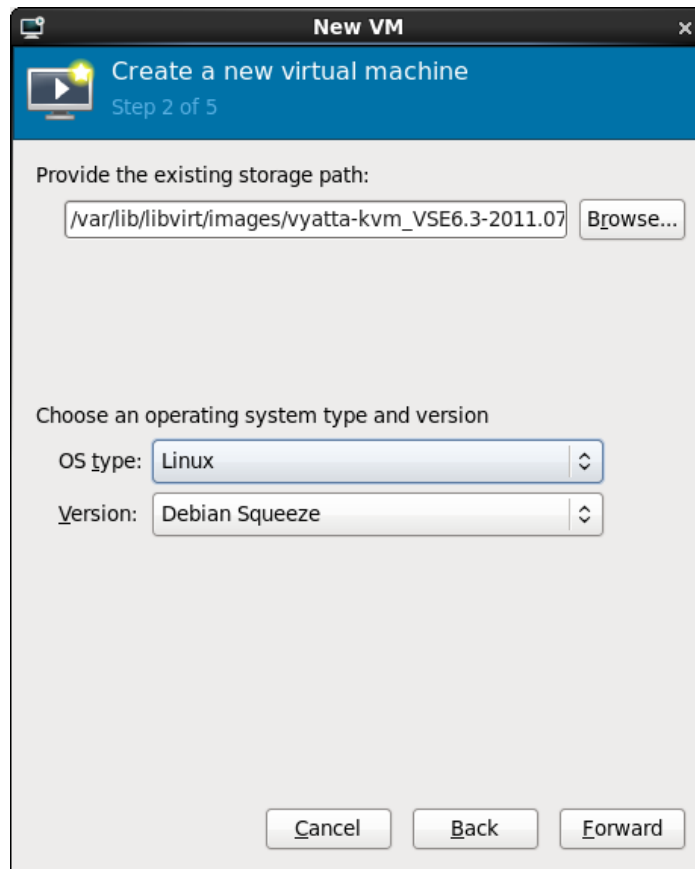 New VM
Create a new virtual machine
Step 2 of 5
Provide the existing storage path:
/var/lib/libvirt/images/vyatta-kvm_VSE6.3-2011.07 Browse...
Choose an operating system type and version
OS type: Linux
Version: Debian Squeeze
Cancel Back Forward